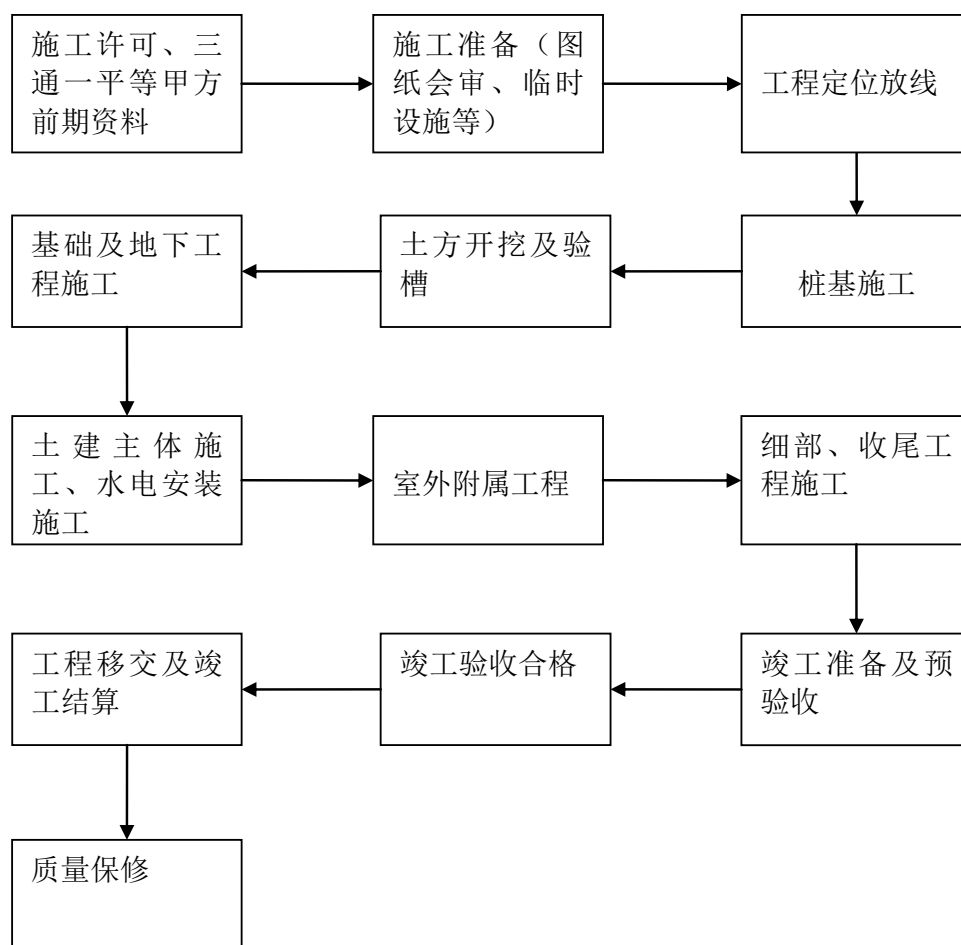 施工许可、三
通一平等甲方
前期资料
施工准备（图
纸会审、临时
设施等）
工程定位放线
桩基施工
土方开挖及验
槽
基础及地下工
程施工
土建主体施
工、水电安装
施工
室外附属工程
细部、收尾工
程施工
竣工准备及预
验收
竣工验收合格
工程移交及竣
工结算
质量保修